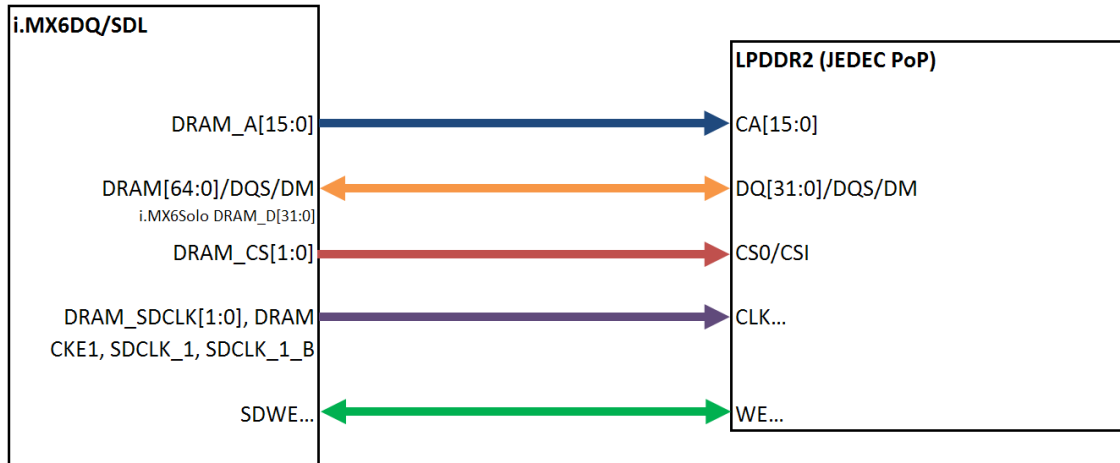 i.MX6DQ/SDL
DRAM_A[15:0]
DRAM[64:0]/DQS/DM
i.MX6Solo DRAM_D[31:0]
DRAM_CS[1:0]
DRAM_SDCLK[1:0], DRAM
CKE1, SDCLK_1, SDCLK_1_B
SDWE...
LPDDR2 (JEDEC PoP)
CA[15:0]
DQ[31:0]/DQS/DM
CS0/CSI
CLK...
WE...